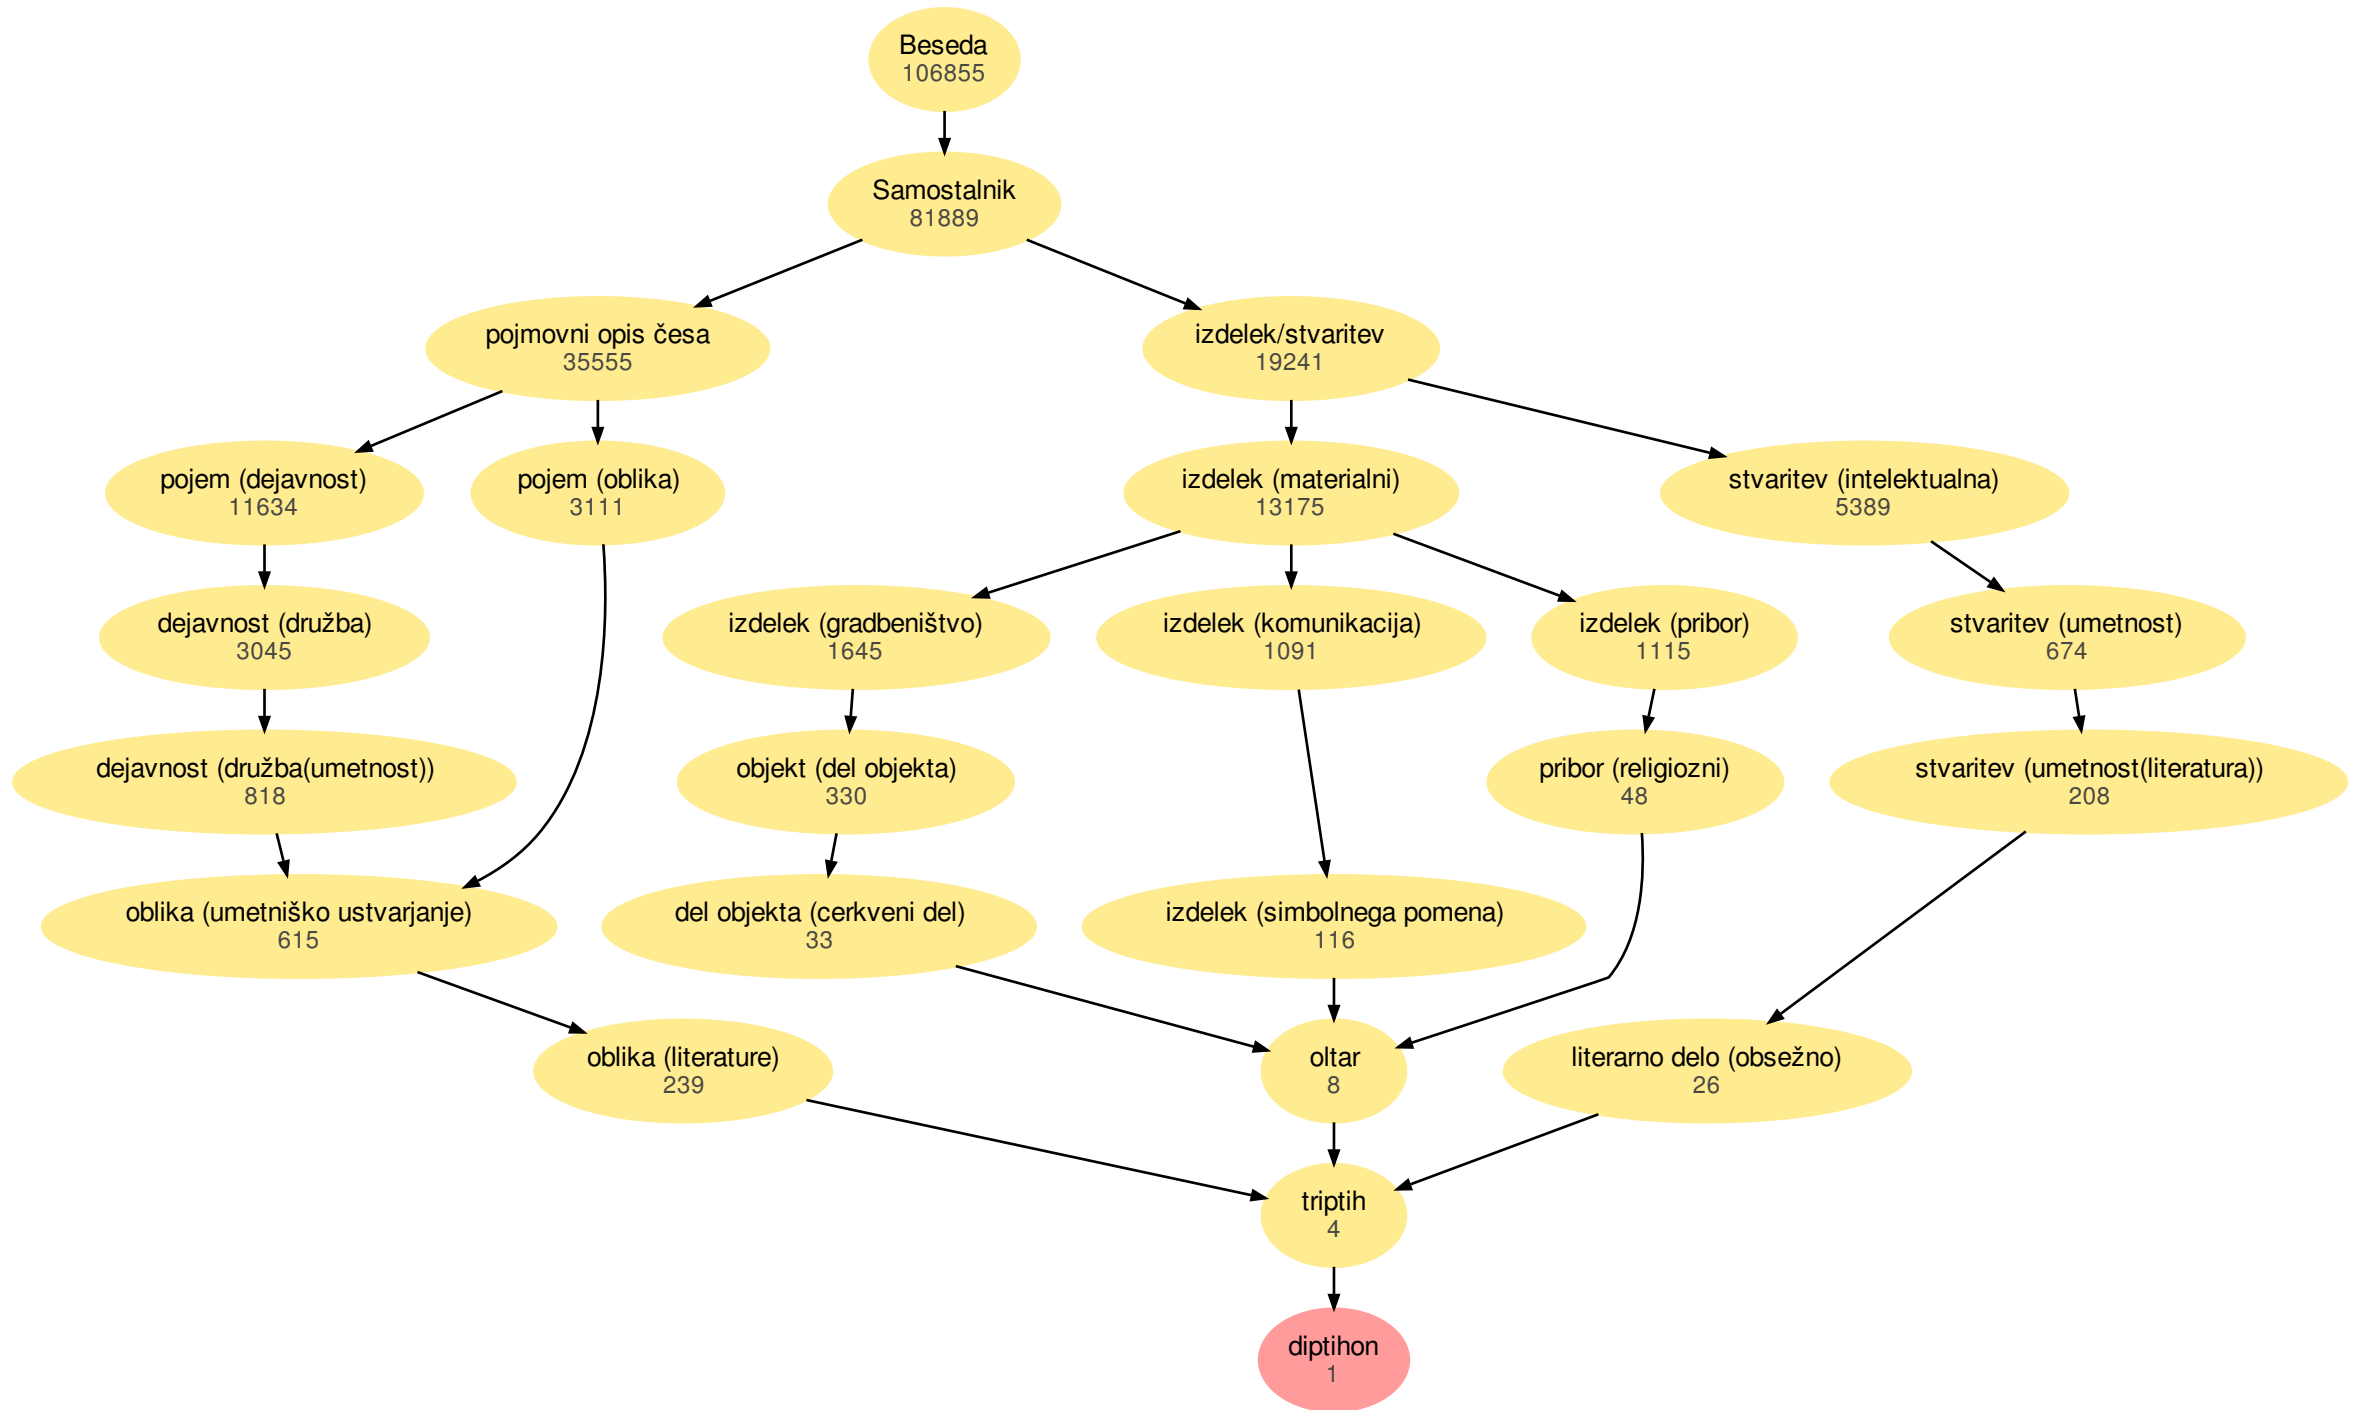 Beseda
106855
Samostalnik
81889
pojmovni opis česa
35555
izdelek/stvaritev
19241
pojem (dejavnost)
11634
pojem (oblika)
3111
izdelek (materialni)
13175
stvaritev (intelektualna)
5389
dejavnost (družba)
3045
izdelek (gradbeništvo)
1645
izdelek (komunikacija)
1091
izdelek (pribor)
1115
stvaritev (umetnost)
674
dejavnost (družba(umetnost))
818
objekt (del objekta)
330
pribor (religiozni)
48
stvaritev (umetnost(literatura))
208
oblika (umetniško ustvarjanje)
615
del objekta (cerkveni del)
33
izdelek (simbolnega pomena)
116
oblika (literature)
239
oltar
8
literarno delo (obsežno)
26
triptih
4
diptihon
1